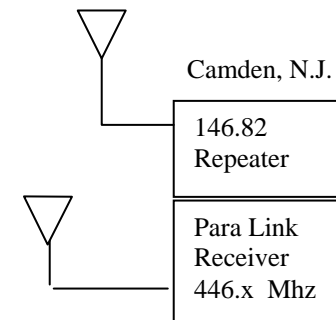 Camden, N.J.
146.82
Repeater
Para Link
Receiver
446.x  Mhz